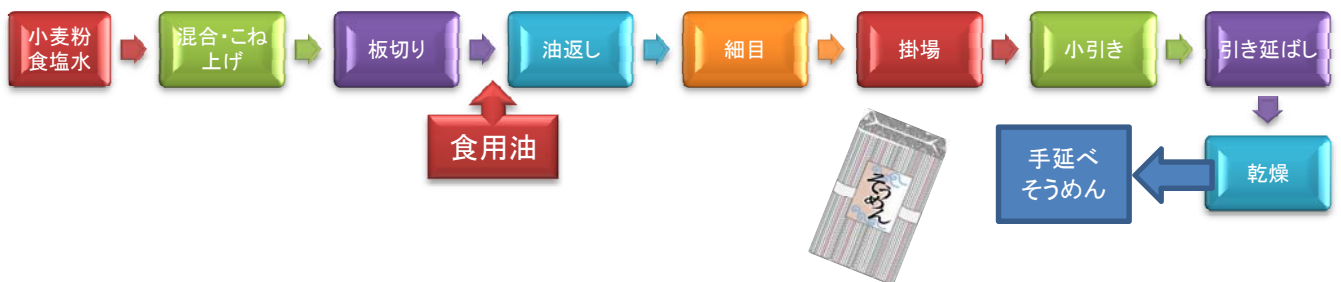 小麦粉
食塩水
混合・こね
上げ
板切り
油返し
細目
掛場
小引き
引き延ばし
食用油
そうめん
手延べ
そうめん
乾燥